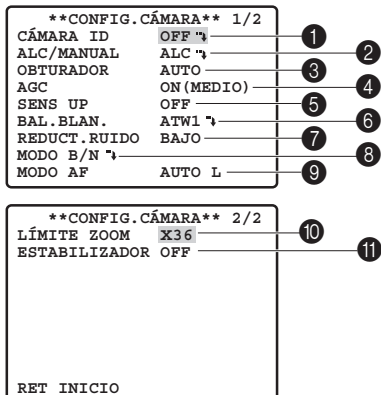 **CONFIG.CÁMARA** 1/2
CÁMARA ID OFF ↴ 1
ALC/MANUAL ALC ↴ 2
OBTURADOR AUTO 3
AGC ON(MEDIO) 4
SENS UP OFF 5
BAL.BLAN. ATW1 ↴ 6
REDUCT.RUIDO BAJO 7
MODO B/N ↴ 8
MODO AF AUTO L 9
**CONFIG.CÁMARA** 2/2
LÍMITE ZOOM X36 10
ESTABILIZADOR OFF 11
RET INICIO